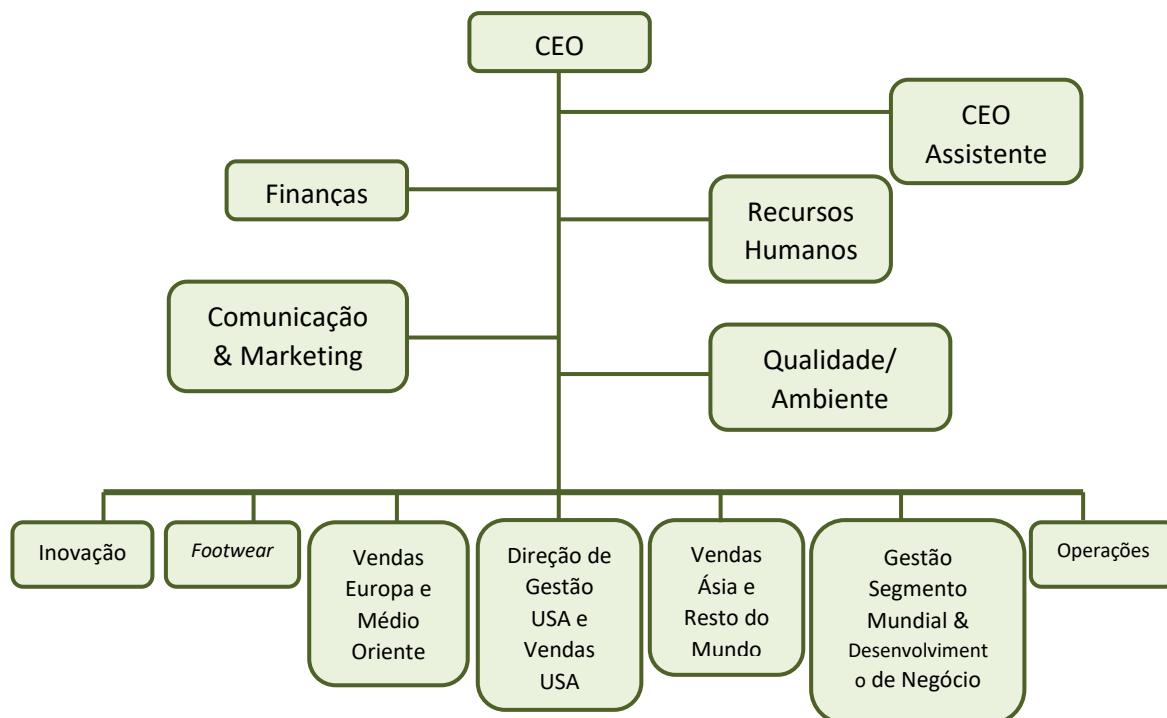 CEO
CEO
Assistente
Finanças
Recursos
Humanos
Comunicação
& Marketing
Qualidade/
Ambiente
Inovação
Footwear
Vendas
Europa e
Médio
Oriente
Direção de
Gestão
USA e
Vendas
USA
Vendas
Ásia e
Resto do
Mundo
Gestão
Segmento
Mundial &
Desenvolviment
o de Negócio
Operações